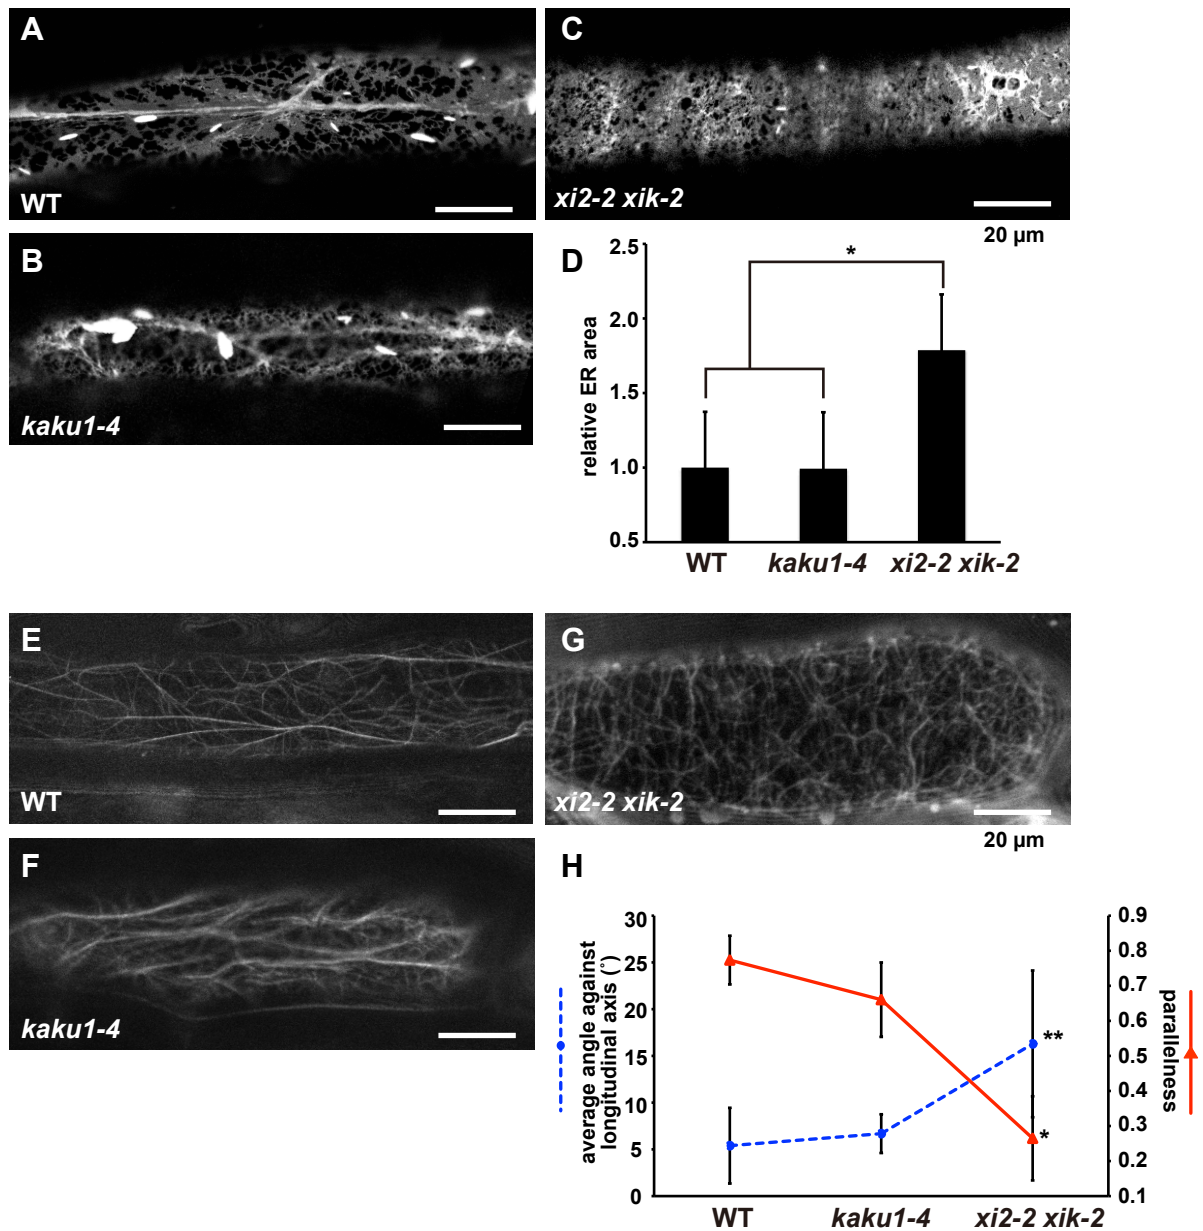 A
WT
B
kaku1-4
C
xi2-2 xik-2
20 µm
D
relative ER area
2.5
2.0
1.5
1.0
0.5
*
WT
kaku1-4
xi2-2 xik-2
E
WT
F
kaku1-4
G
xi2-2 xik-2
20 µm
H
average angle against
longitudinal axis (˚)
30
25
20
15
10
5
0
**
*
0.9
0.8
0.7
0.6
0.5
0.4
0.3
0.2
0.1
parallelness
WT
kaku1-4
xi2-2 xik-2